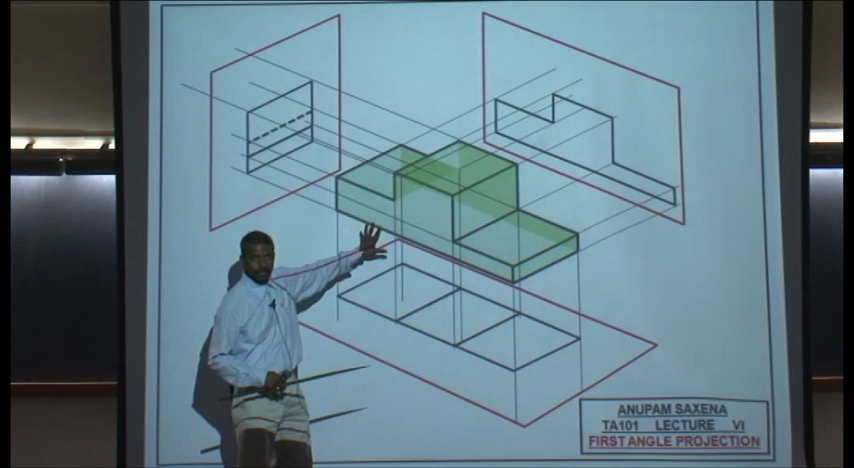 ANUPAM SAXENA
TA101 LECTURE VI
FIRST ANGLE PROJECTION